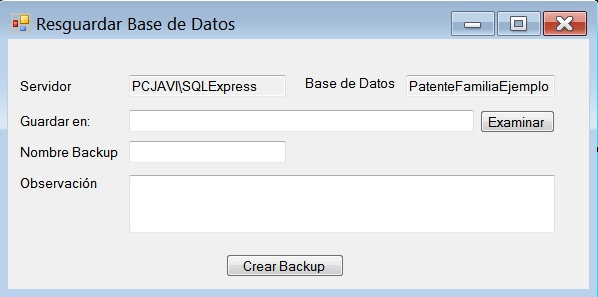 Resguardar Base de Datos
Servidor PCJAVI\SQLExpress Base de Datos PatenteFamiliaEjemplo
Guardar en: Examinar
Nombre Backup
Observación
Crear Backup